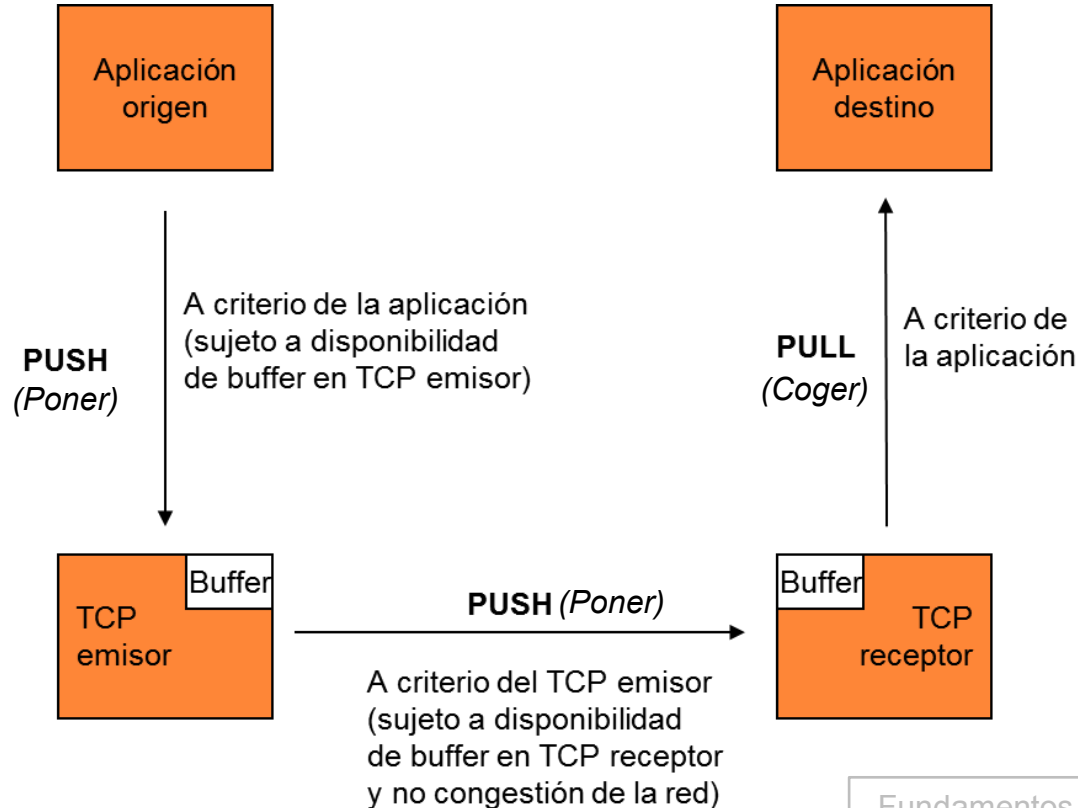 Aplicación
origen
Aplicación
destino
A criterio de la aplicación
(sujeto a disponibilidad
de buffer en TCP emisor)
PUSH
(Poner)
PULL
(Coger)
A criterio de
la aplicación
Buffer
TCP
emisor
PUSH (Poner)
Buffer
TCP
receptor
A criterio del TCP emisor
(sujeto a disponibilidad
de buffer en TCP receptor
y no congestión de la red)
Fundamentos